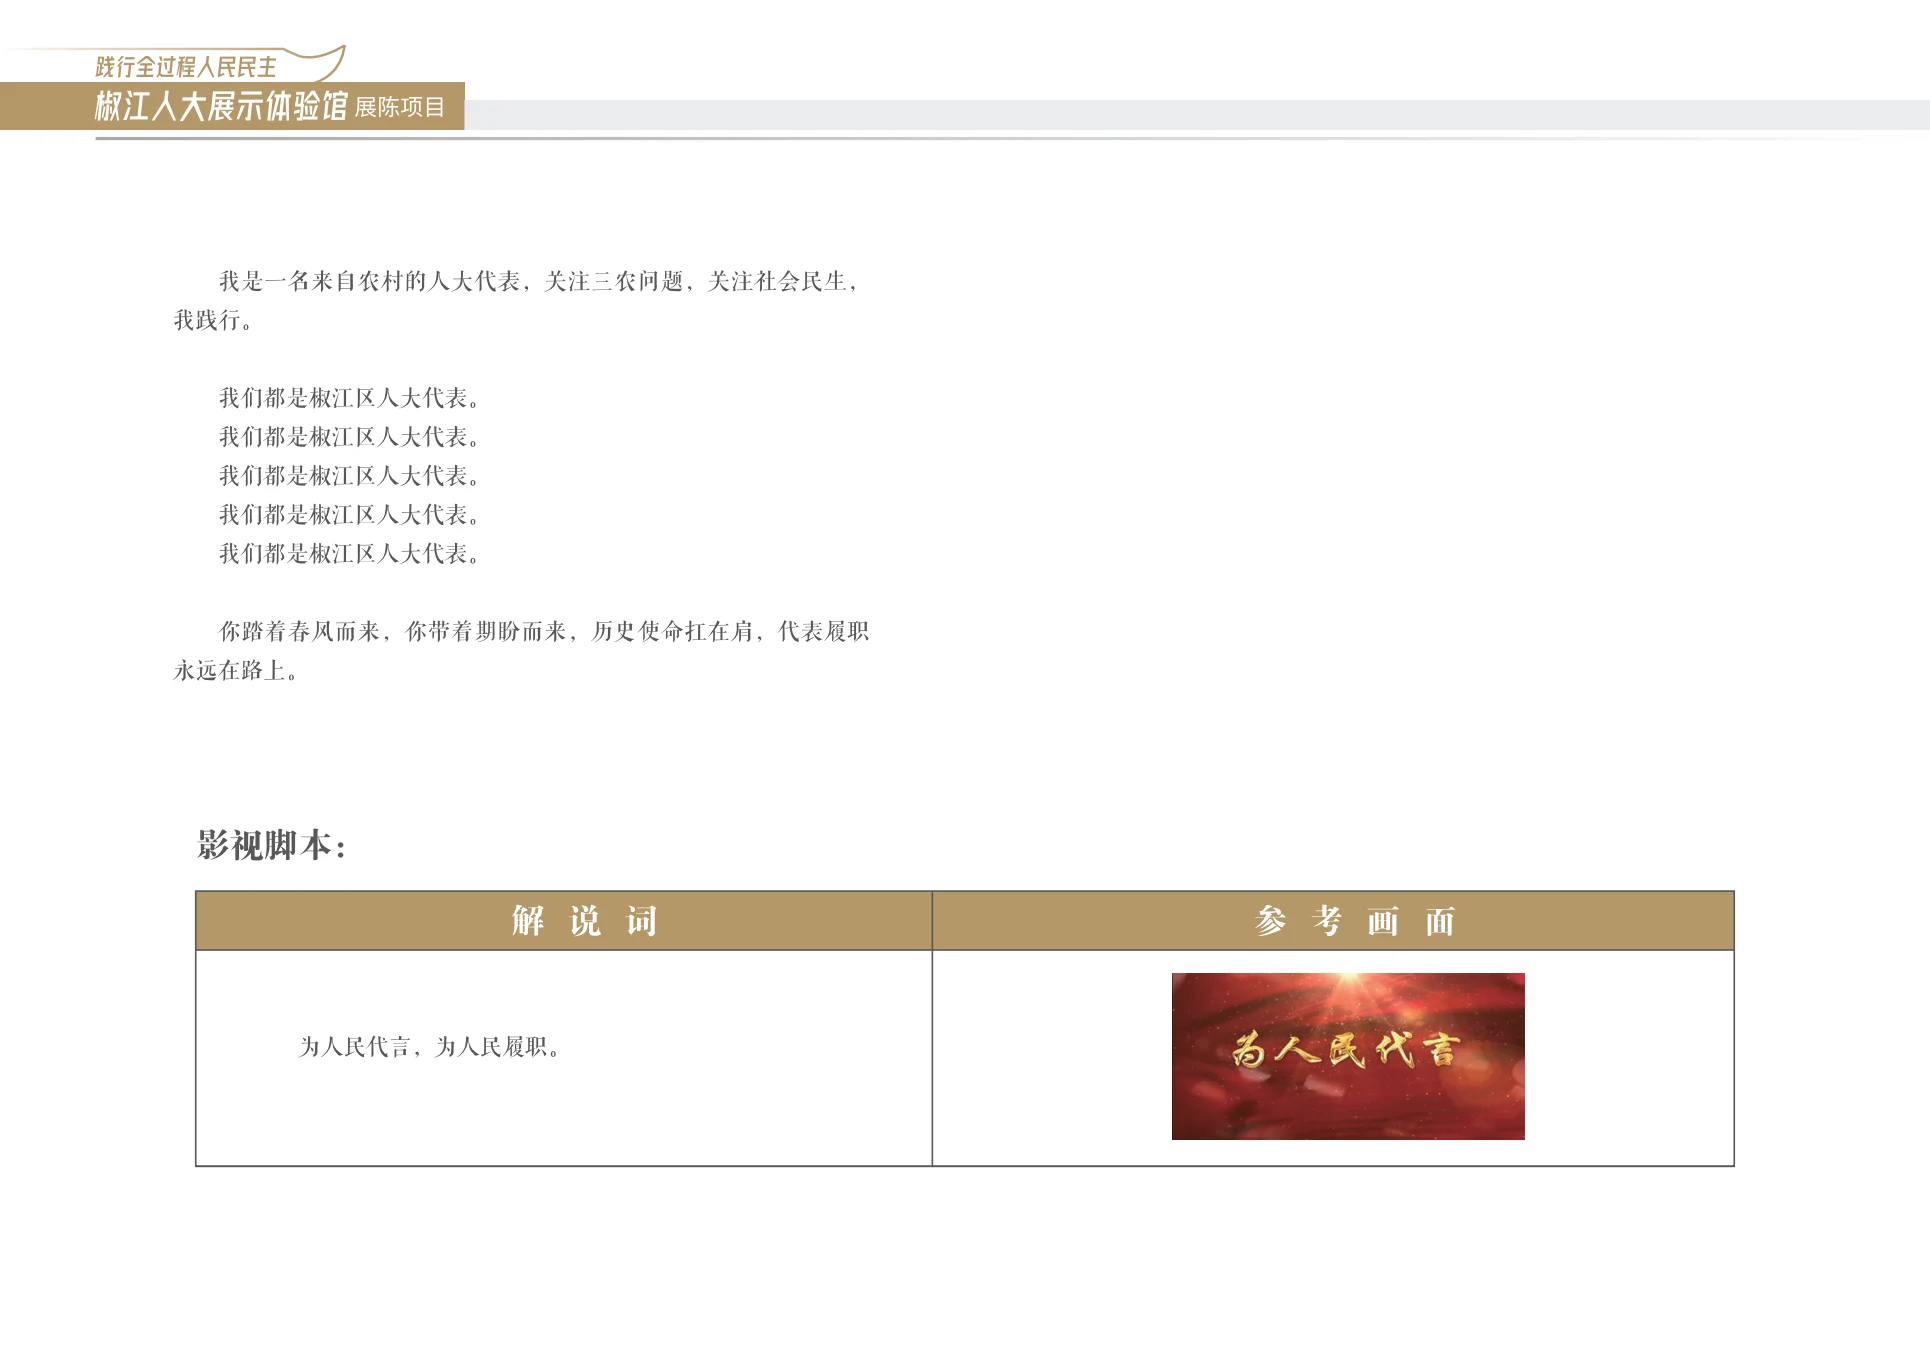 践行全过程人民民主
椒江人大展示体验馆 展陈项目
我是一名来自农村的人大代表，关注三农问题，关注社会民生，
我践行。
我们都是椒江区人大代表。
我们都是椒江区人大代表。
我们都是椒江区人大代表。
我们都是椒江区人大代表。
我们都是椒江区人大代表。
你踏着春风而来，你带着期盼而来，历史使命扛在肩，代表履职
永远在路上。
影视脚本：
解 说 词
参 考 画 面
为人民代言，为人民履职。
为人民代言